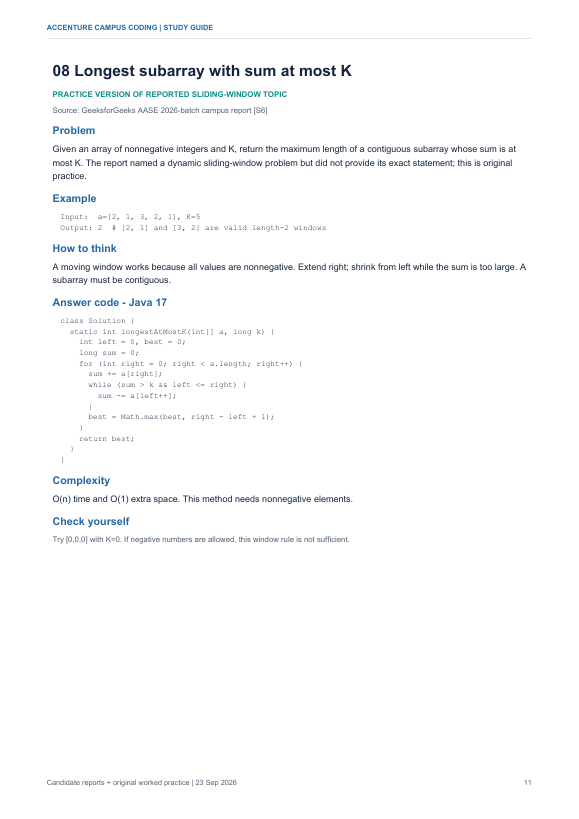 ACCENTURE CAMPUS CODING | STUDY GUIDE
08 Longest subarray with sum at most K
PRACTICE VERSION OF REPORTED SLIDING-WINDOW TOPIC
Source: GeeksforGeeks AASE 2026-batch campus report [S6]
Problem
Given an array of nonnegative integers and K, return the maximum length of a contiguous subarray whose sum is at
most K. The report named a dynamic sliding-window problem but did not provide its exact statement; this is original
practice.
Example
Input:  a=[2, 1, 3, 2, 1], K=5
Output: 2  # [2, 1] and [3, 2] are valid length-2 windows
How to think
A moving window works because all values are nonnegative. Extend right; shrink from left while the sum is too large. A
subarray must be contiguous.
Answer code - Java 17
class Solution {
  static int longestAtMostK(int[] a, long k) {
    int left = 0, best = 0;
    long sum = 0;
    for (int right = 0; right < a.length; right++) {
      sum += a[right];
      while (sum > k && left <= right) {
        sum -= a[left++];
      }
      best = Math.max(best, right - left + 1);
    }
    return best;
  }
}
Complexity
O(n) time and O(1) extra space. This method needs nonnegative elements.
Check yourself
Try [0,0,0] with K=0. If negative numbers are allowed, this window rule is not sufficient.
Candidate reports + original worked practice | 23 Sep 2026
11